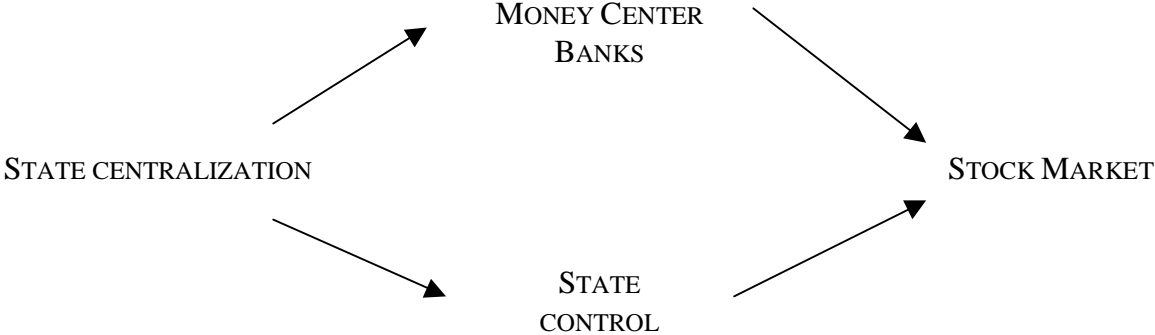 MONEY CENTER
BANKS
STATE CENTRALIZATION
STOCK MARKET
STATE
CONTROL